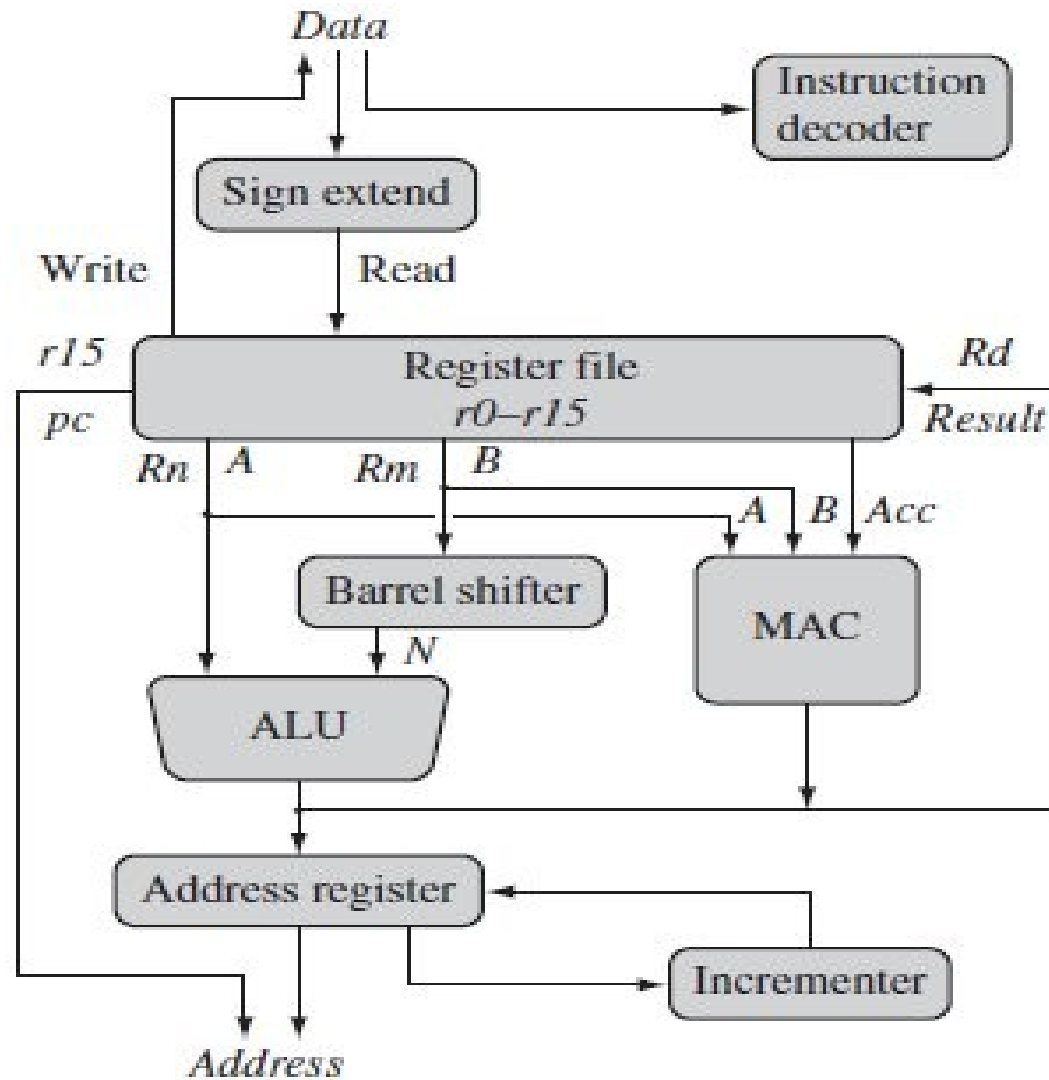 Data
Instruction
decoder
Sign extend
Write
Read
r15
Register file
Rd
pc
r0–r15
Result
Rn
A
Rm
B
A
B
Acc
Barrel shifter
MAC
N
ALU
Address register
Incrementer
Address